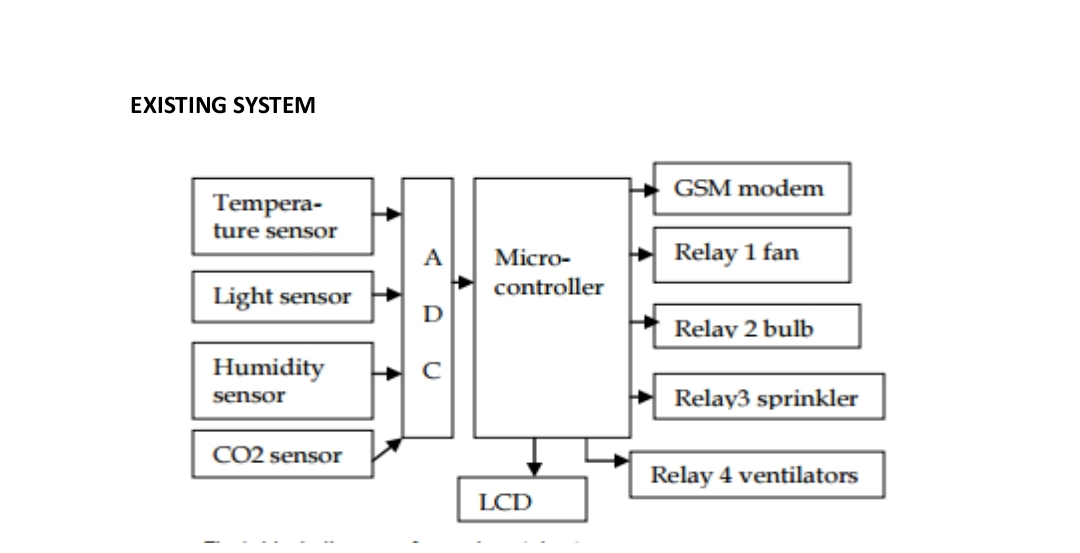 EXISTING SYSTEM
Tempera-
ture sensor
Light sensor
Humidity
sensor
CO2 sensor
A
D
C
Micro-
controller
GSM modem
Relay 1 fan
Relay 2 bulb
Relay3 sprinkler
Relay 4 ventilators
LCD